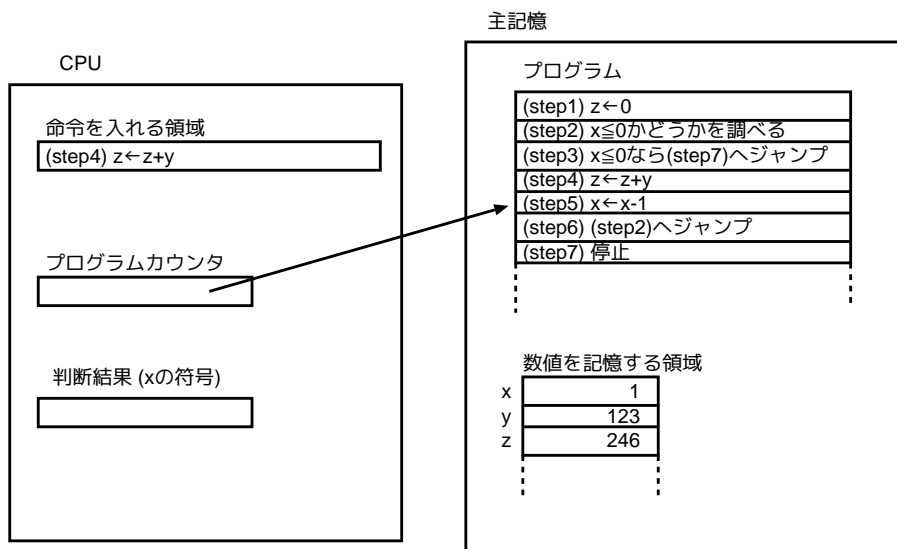 主記憶
CPU
命令を入れる領域
(step4) z←z+y
プログラムカウンタ
判断結果 (xの符号)
プログラム
(step1) z←0
(step2) x≦0かどうかを調べる
(step3) x≦0なら(step7)へジャンプ
(step4) z←z+y
(step5) x←x-1
(step6) (step2)へジャンプ
(step7) 停止
数値を記憶する領域
x 1
y 123
z 246